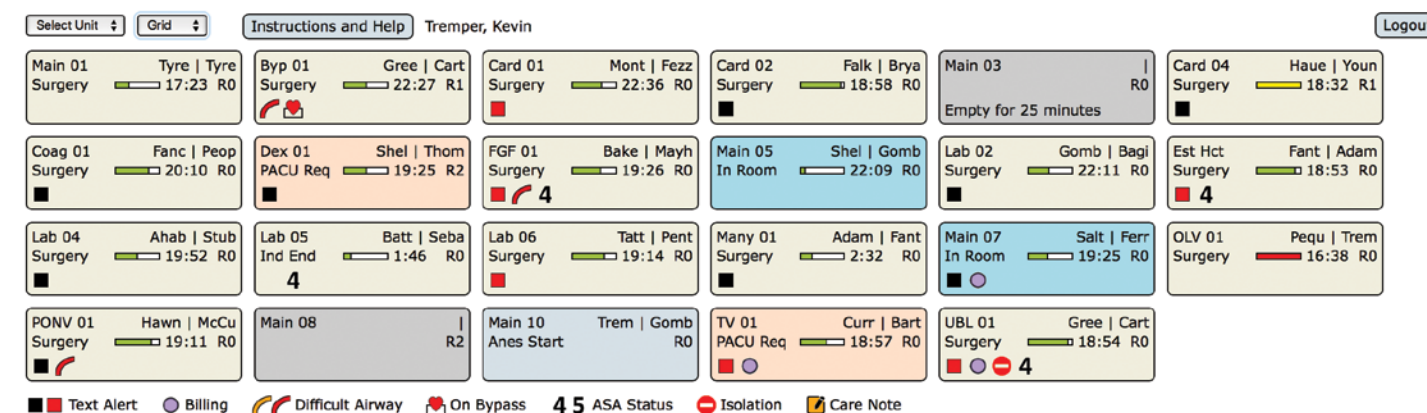 Select Unit Grid Instructions and Help Tremper, Kevin Logou
Main 01 Tyre | Tyre
Surgery 17:23 R0
Byp 01 Gree | Cart
Surgery 22:27 R1
Card 01 Mont | Fezz
Surgery 22:36 R0
Card 02 Falk | Brya
Surgery 18:58 R0
Main 03 |
R0
Empty for 25 minutes
Card 04 Haue | Youn
Surgery 18:32 R1
Coag 01 Fanc | Peop
Surgery 20:10 R0
Dex 01 Shel | Thom
PACU Req 19:25 R2
FGF 01 Bake | Mayh
Surgery 19:26 R0
4
Main 05 Shel | Gomb
In Room 22:09 R0
Lab 02 Gomb | Bagi
Surgery 22:11 R0
Est Hct Fant | Adam
Surgery 18:53 R0
4
Lab 04 Ahab | Stub
Surgery 19:52 R0
Lab 05 Batt | Seba
Ind End 1:46 R0
4
Lab 06 Tatt | Pent
Surgery 19:14 R0
Many 01 Adam | Fant
Surgery 2:32 R0
Main 07 Salt | Ferr
In Room 19:25 R0
OLV 01 Pequ | Trem
Surgery 16:38 R0
PONV 01 Hawn | McCu
Surgery 19:11 R0
Main 08 |
R2
Main 10 Trem | Gomb
Anes Start R0
TV 01 Curr | Bart
PACU Req 18:57 R0
UBL 01 Gree | Cart
Surgery 18:54 R0
4
Text Alert Billing Difficult Airway On Bypass 4 5 ASA Status Isolation Care Note